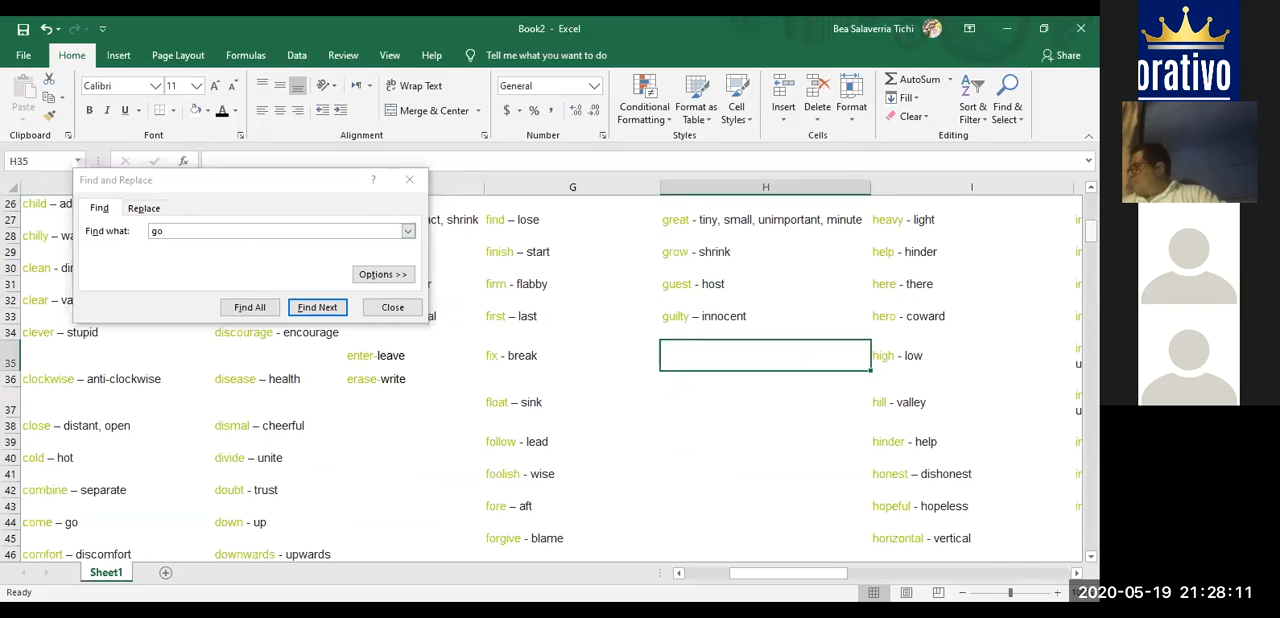 Book2 - Excel
Bea Salaverria Tichi
File Home Insert Page Layout Formulas Data Review View Help Tell me what you want to do Share
Paste Calibri 11 Wrap Text General AutoSum
B I U Merge & Center $ % , Conditional Formatting Format as Table Cell Styles Insert Delete Format Fill Clear Sort & Filter Find & Select
Clipboard Font Alignment Number Styles Cells Editing
H35 fx
Find and Replace ?
Find Replace
Find what: go
Options >>
Find All Find Next Close
G H I
26 child – ad
27 act, shrink find – lose great - tiny, small, unimportant, minute heavy - light
28 chilly – wa
29 finish – start grow - shrink help - hinder
30 clean - di
31 r firm - flabby guest - host here - there
32 clear – va
33 al first – last guilty – innocent hero - coward
34 clever – stupid discourage - encourage
35 enter-leave fix - break high - low
36 clockwise – anti-clockwise disease – health erase-write
37 float – sink hill - valley
38 close – distant, open dismal – cheerful
39 follow - lead hinder - help
40 cold – hot divide – unite
41 foolish - wise honest – dishonest
42 combine – separate doubt - trust
43 fore – aft hopeful - hopeless
44 come – go down - up
45 forgive - blame horizontal - vertical
46 comfort – discomfort downwards - upwards
Sheet1
Ready
orativo
2020-05-19 21:28:11